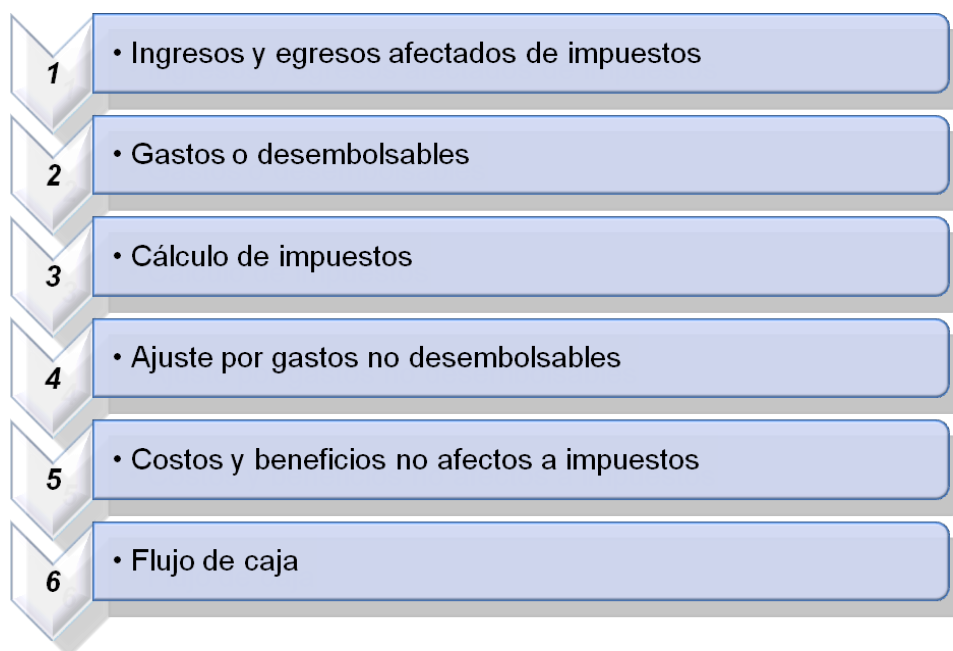 1 • Ingresos y egresos afectados de impuestos
2 • Gastos o desembolsables
3 • Cálculo de impuestos
4 • Ajuste por gastos no desembolsables
5 • Costos y beneficios no afectos a impuestos
6 • Flujo de caja